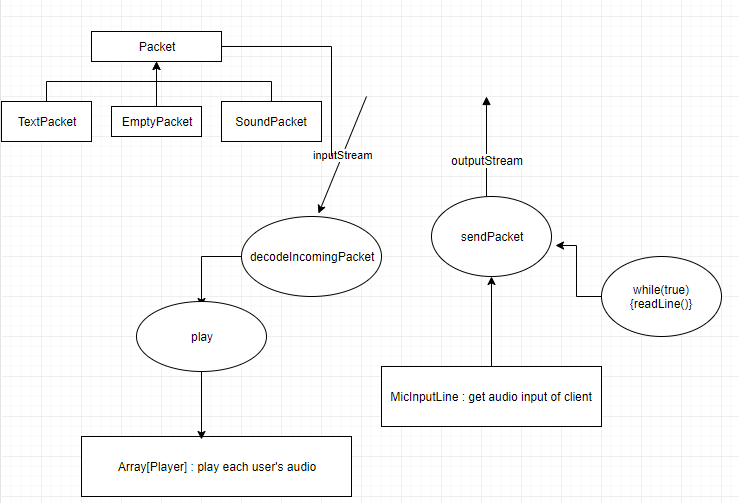 Packet
TextPacket
EmptyPacket
SoundPacket
inputStream
outputStream
decodeIncomingPacket
sendPacket
while(true)
{readLine()}
play
MicInputLine : get audio input of client
Array[Player] : play each user's audio